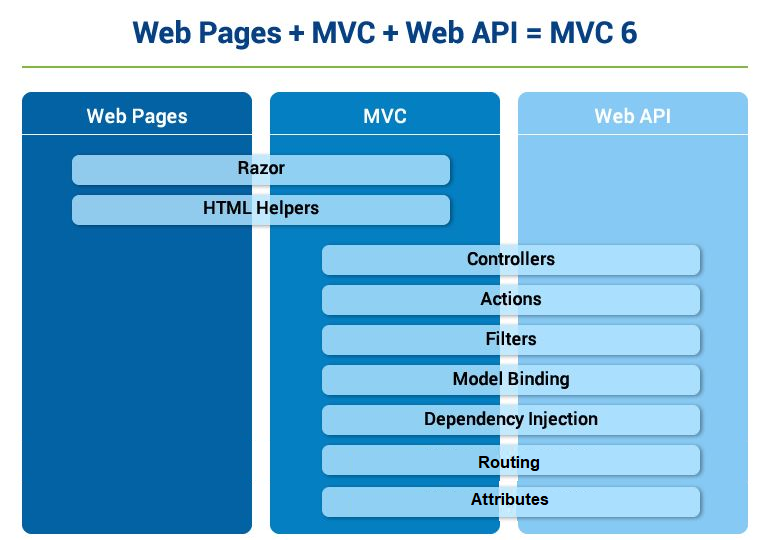 Web Pages + MVC + Web API = MVC 6
Web Pages
MVC
Web API
Razor
HTML Helpers
Controllers
Actions
Filters
Model Binding
Dependency Injection
Routing
Attributes